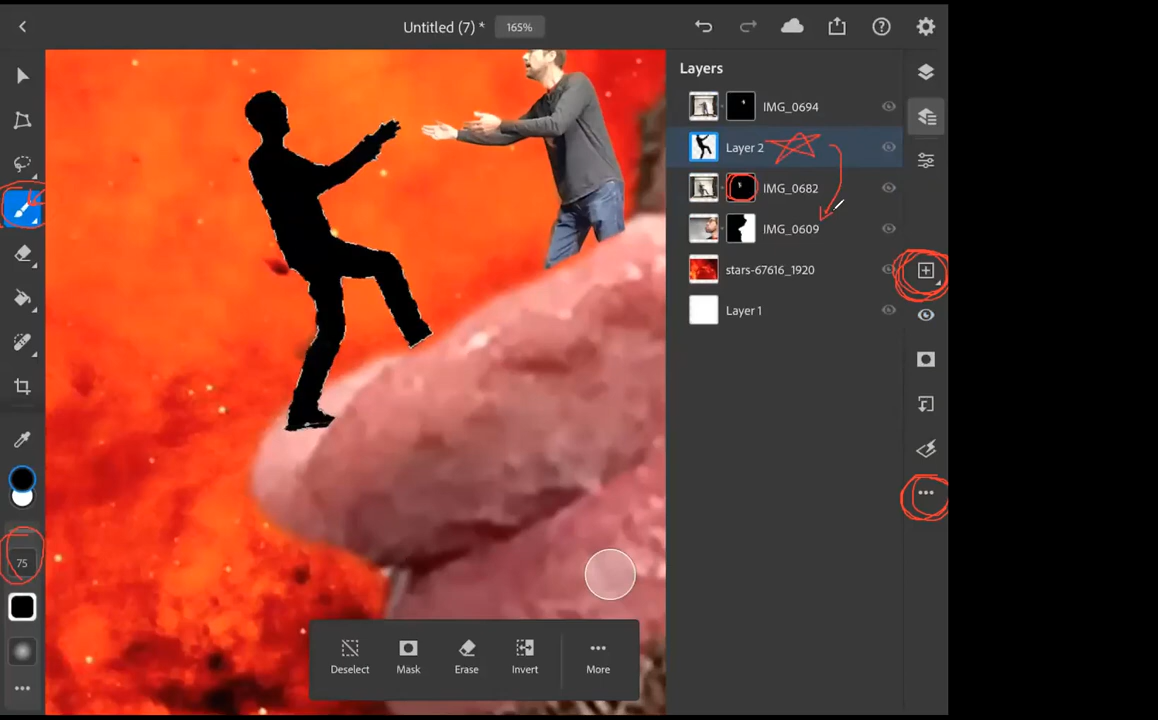 Untitled (7) * 165%
Layers
IMG_0694
Layer 2
IMG_0682
IMG_0609
stars-67616_1920
Layer 1
75
Deselect Mask Erase Invert More